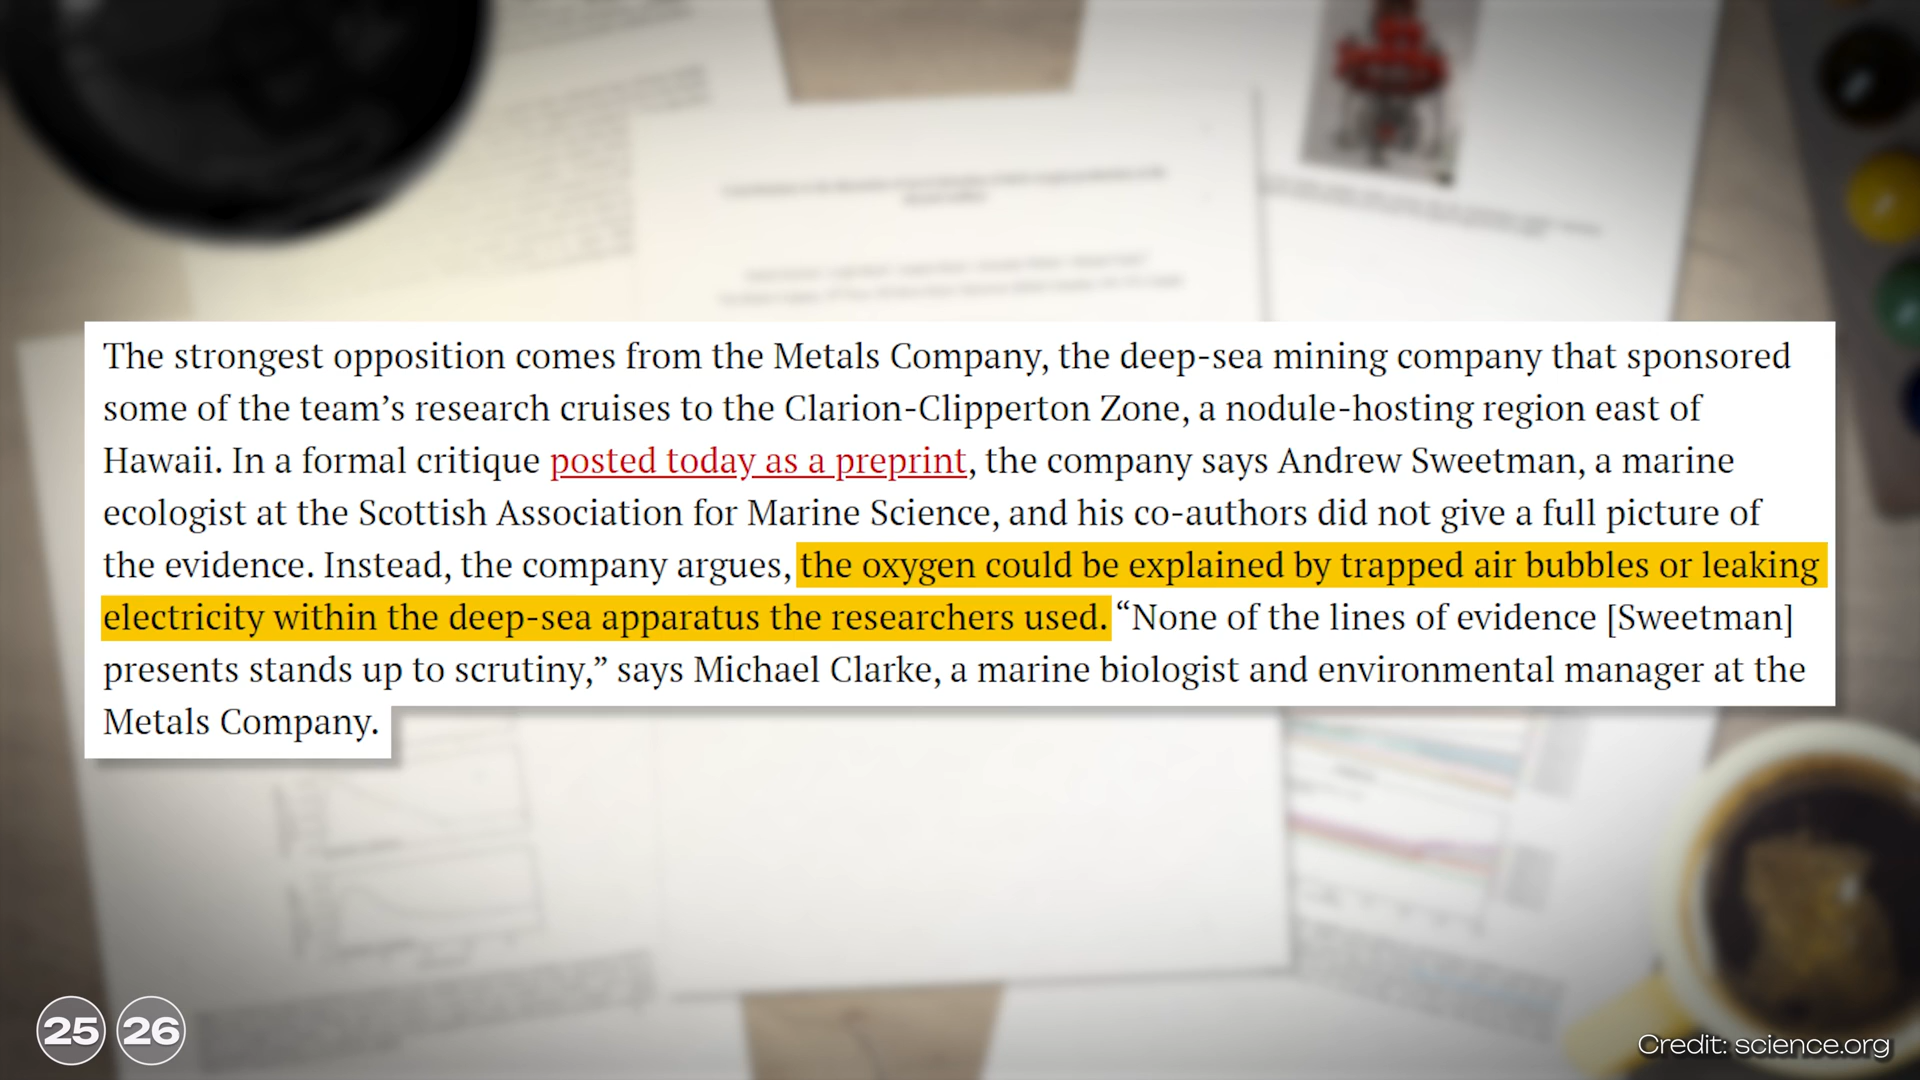 The strongest opposition comes from the Metals Company, the deep-sea mining company that sponsored
some of the team’s research cruises to the Clarion-Clipperton Zone, a nodule-hosting region east of
Hawaii. In a formal critique posted today as a preprint, the company says Andrew Sweetman, a marine
ecologist at the Scottish Association for Marine Science, and his co-authors did not give a full picture of
the evidence. Instead, the company argues, the oxygen could be explained by trapped air bubbles or leaking
electricity within the deep-sea apparatus the researchers used. “None of the lines of evidence [Sweetman]
presents stands up to scrutiny,” says Michael Clarke, a marine biologist and environmental manager at the
Metals Company.
25 26
Credit: science.org